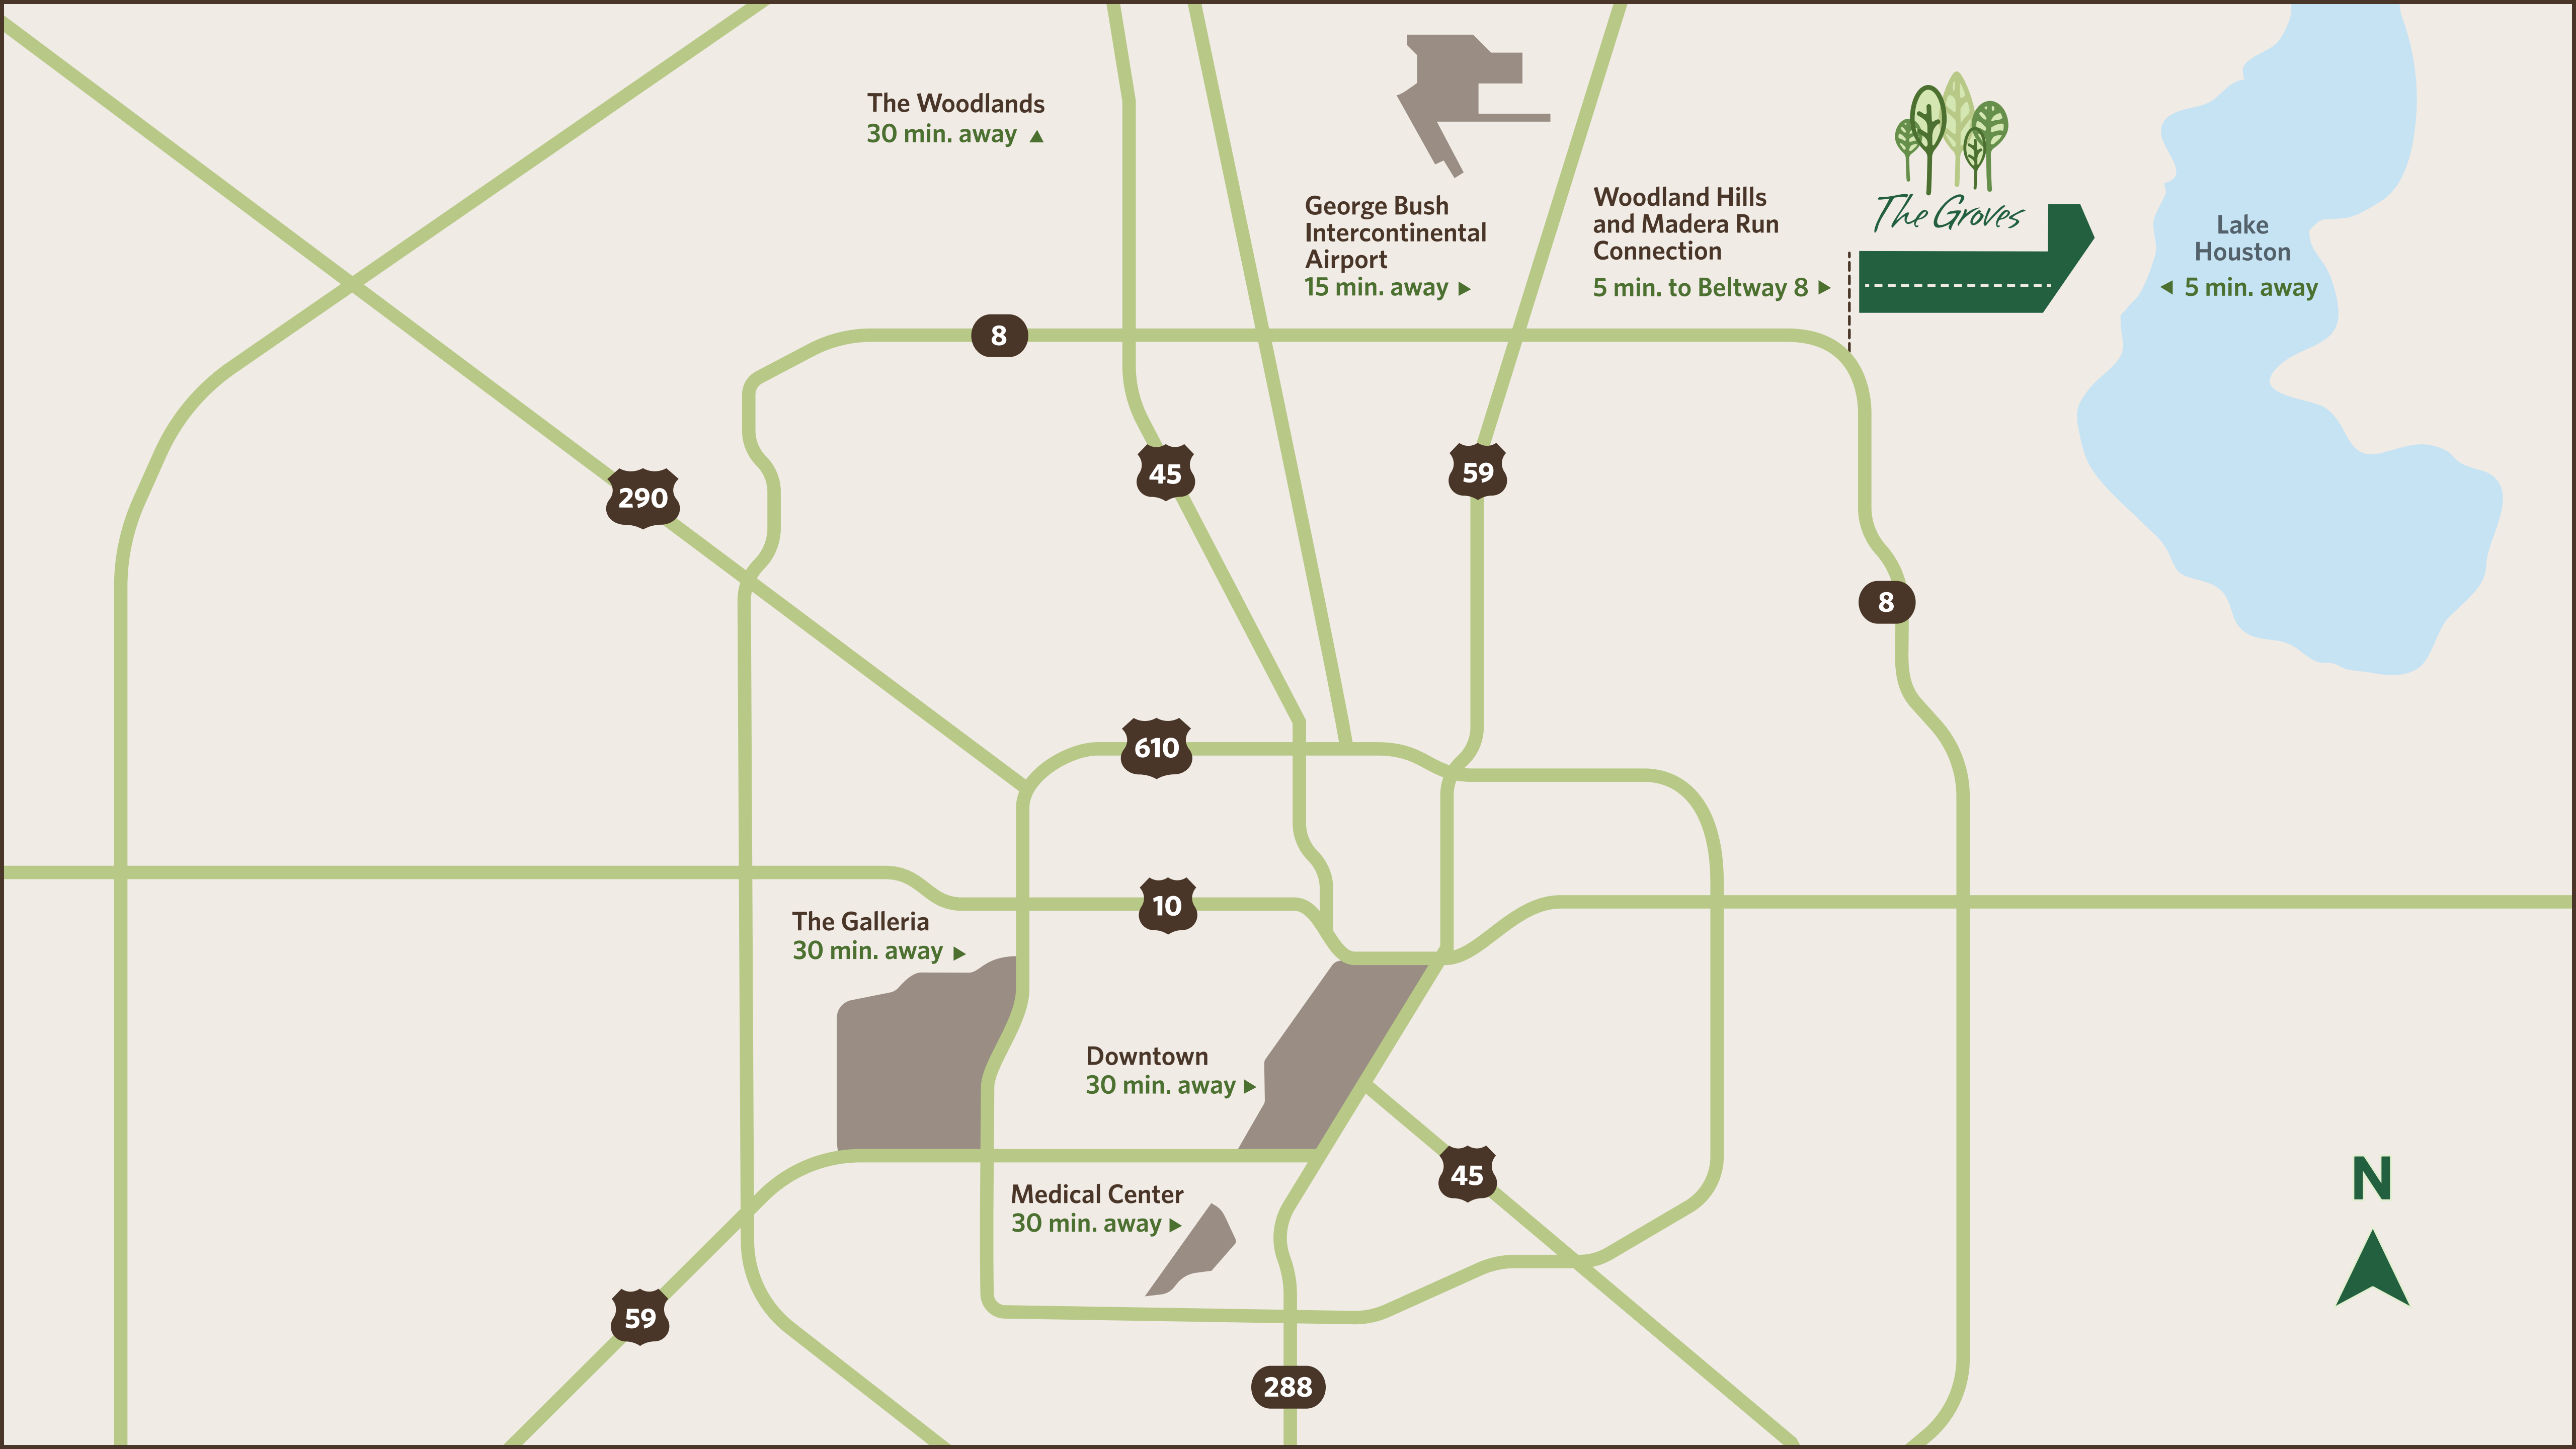 The Woodlands
30 min. away
George Bush
Intercontinental
Airport
15 min. away
Woodland Hills
and Madera Run
Connection
5 min. to Beltway 8
The Groves
Lake
Houston
5 min. away
8
290
45
59
8
610
10
The Galleria
30 min. away
Downtown
30 min. away
Medical Center
30 min. away
45
59
288
N